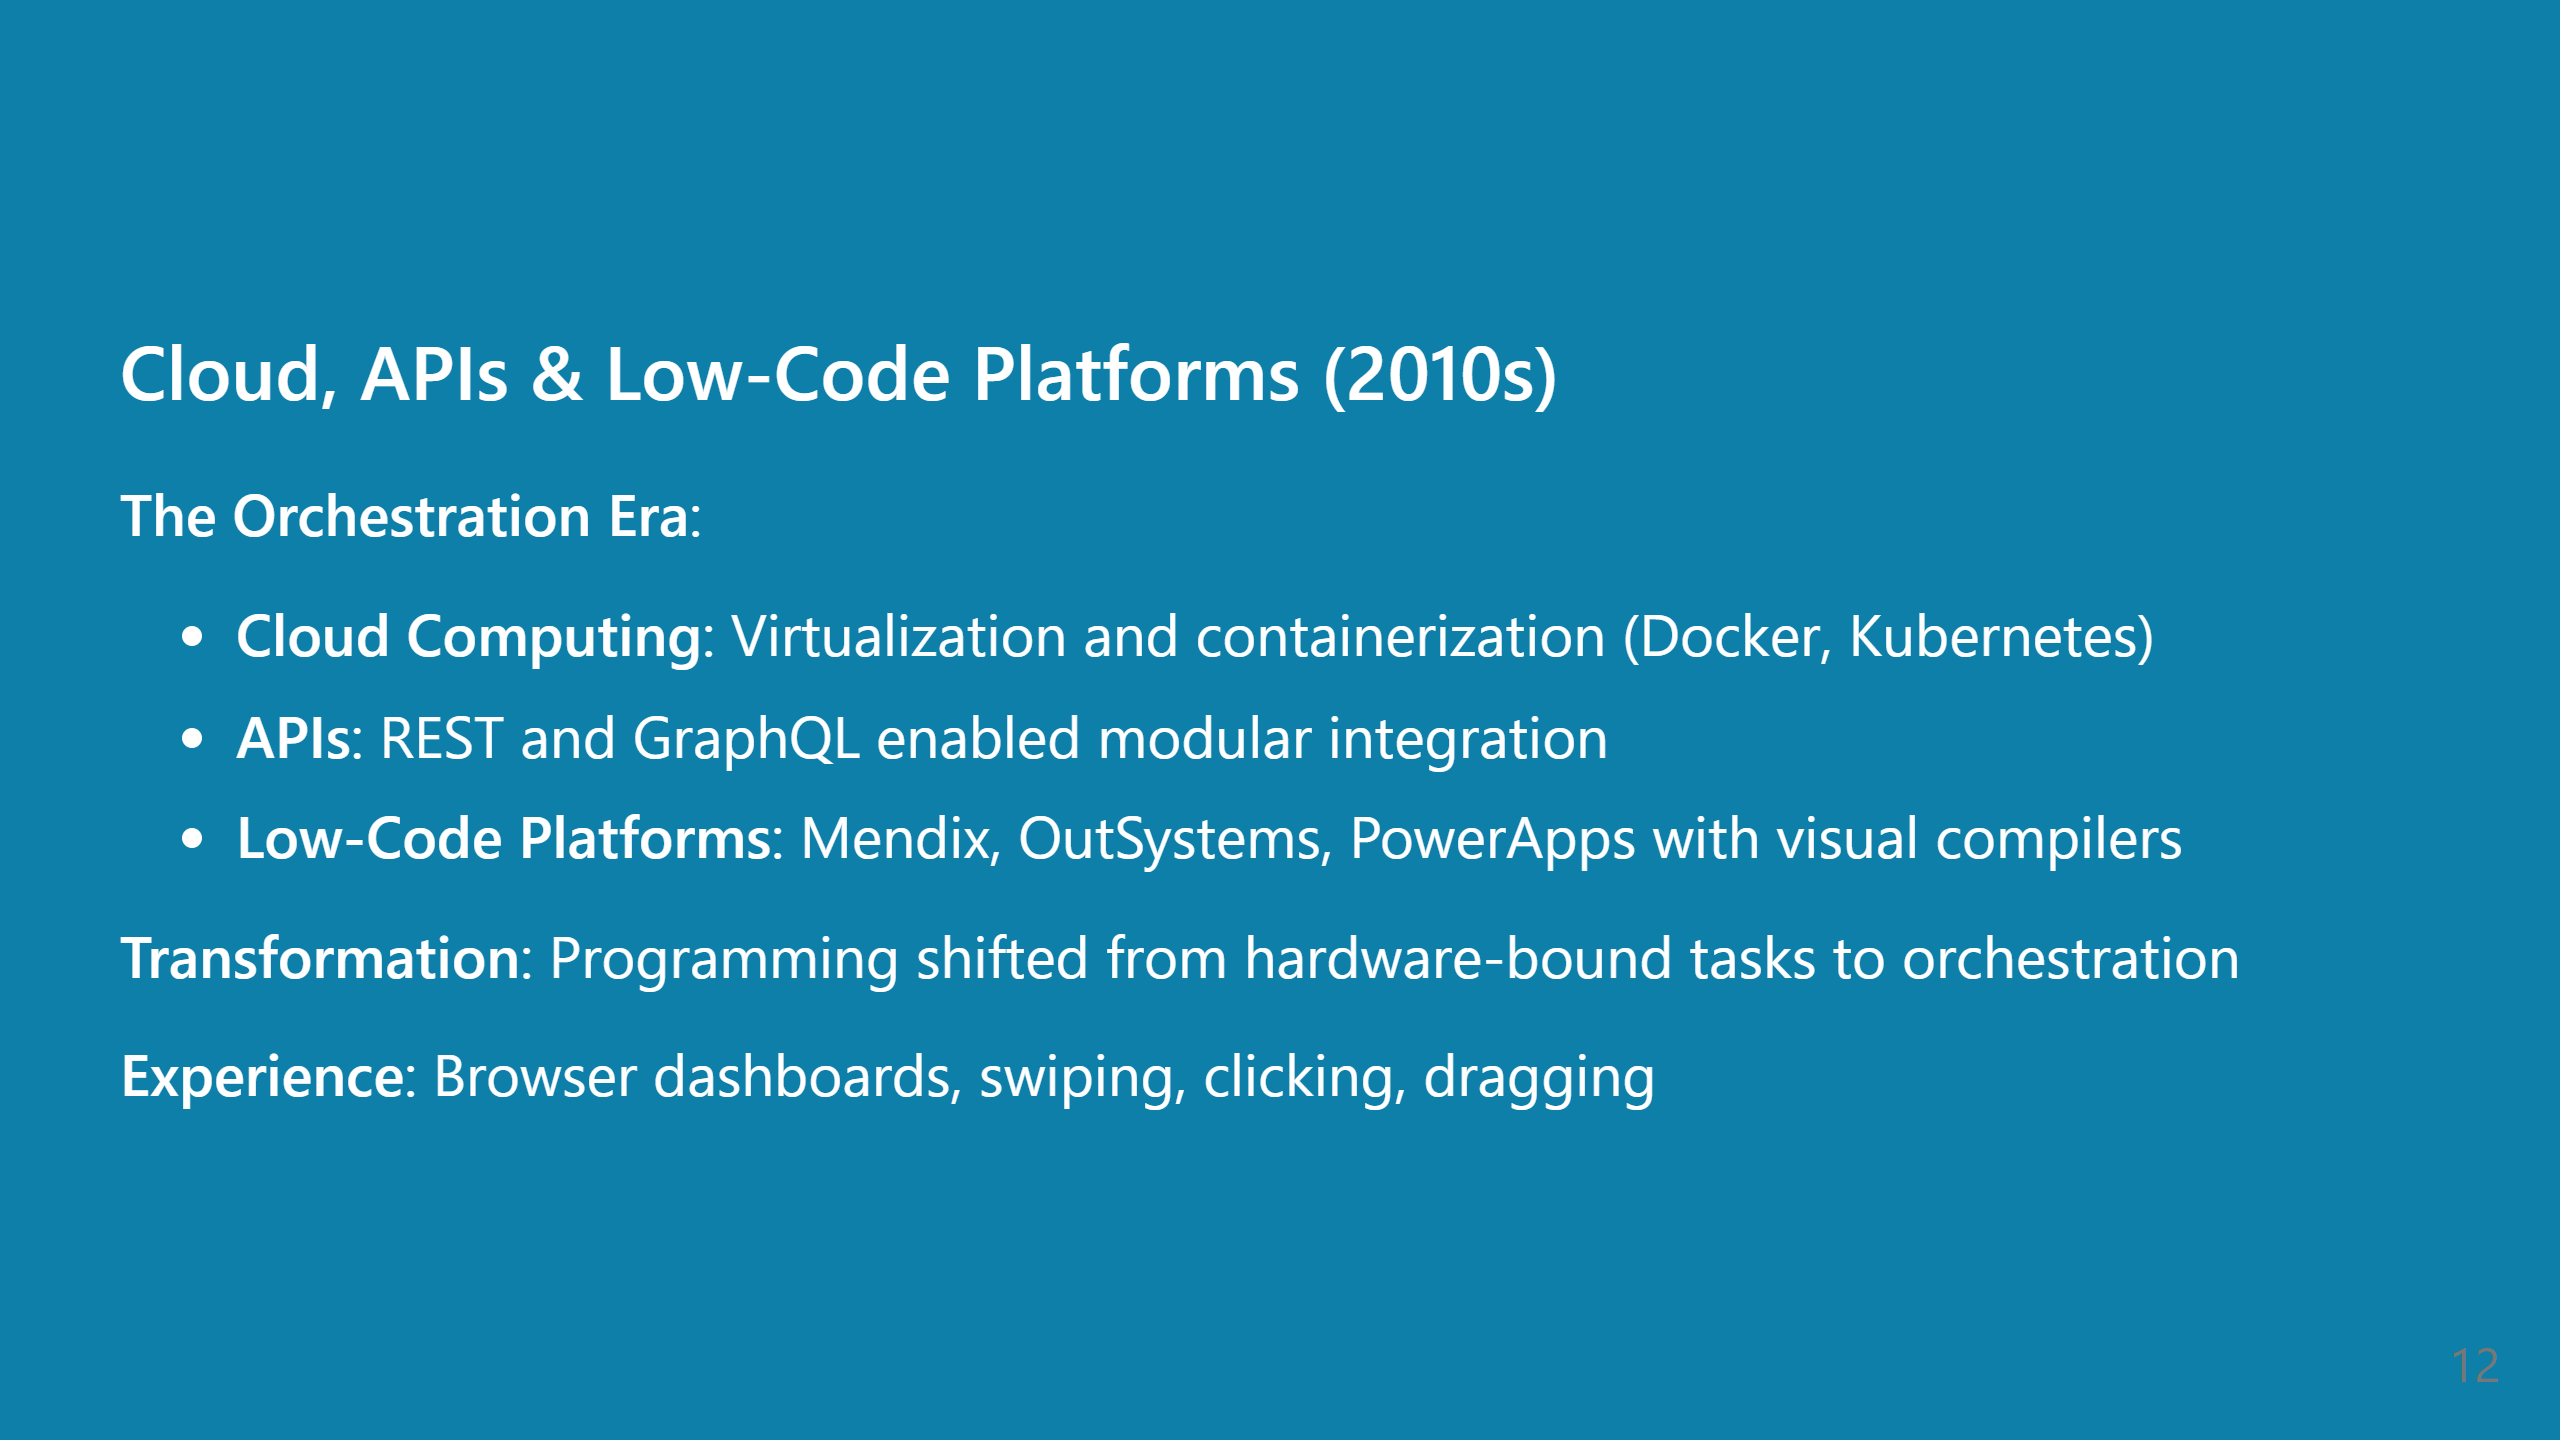 Cloud, APIs & Low-Code Platforms (2010s)
The Orchestration Era:
• Cloud Computing: Virtualization and containerization (Docker, Kubernetes)
• APIs: REST and GraphQL enabled modular integration
• Low-Code Platforms: Mendix, OutSystems, PowerApps with visual compilers
Transformation: Programming shifted from hardware-bound tasks to orchestration
Experience: Browser dashboards, swiping, clicking, dragging
12